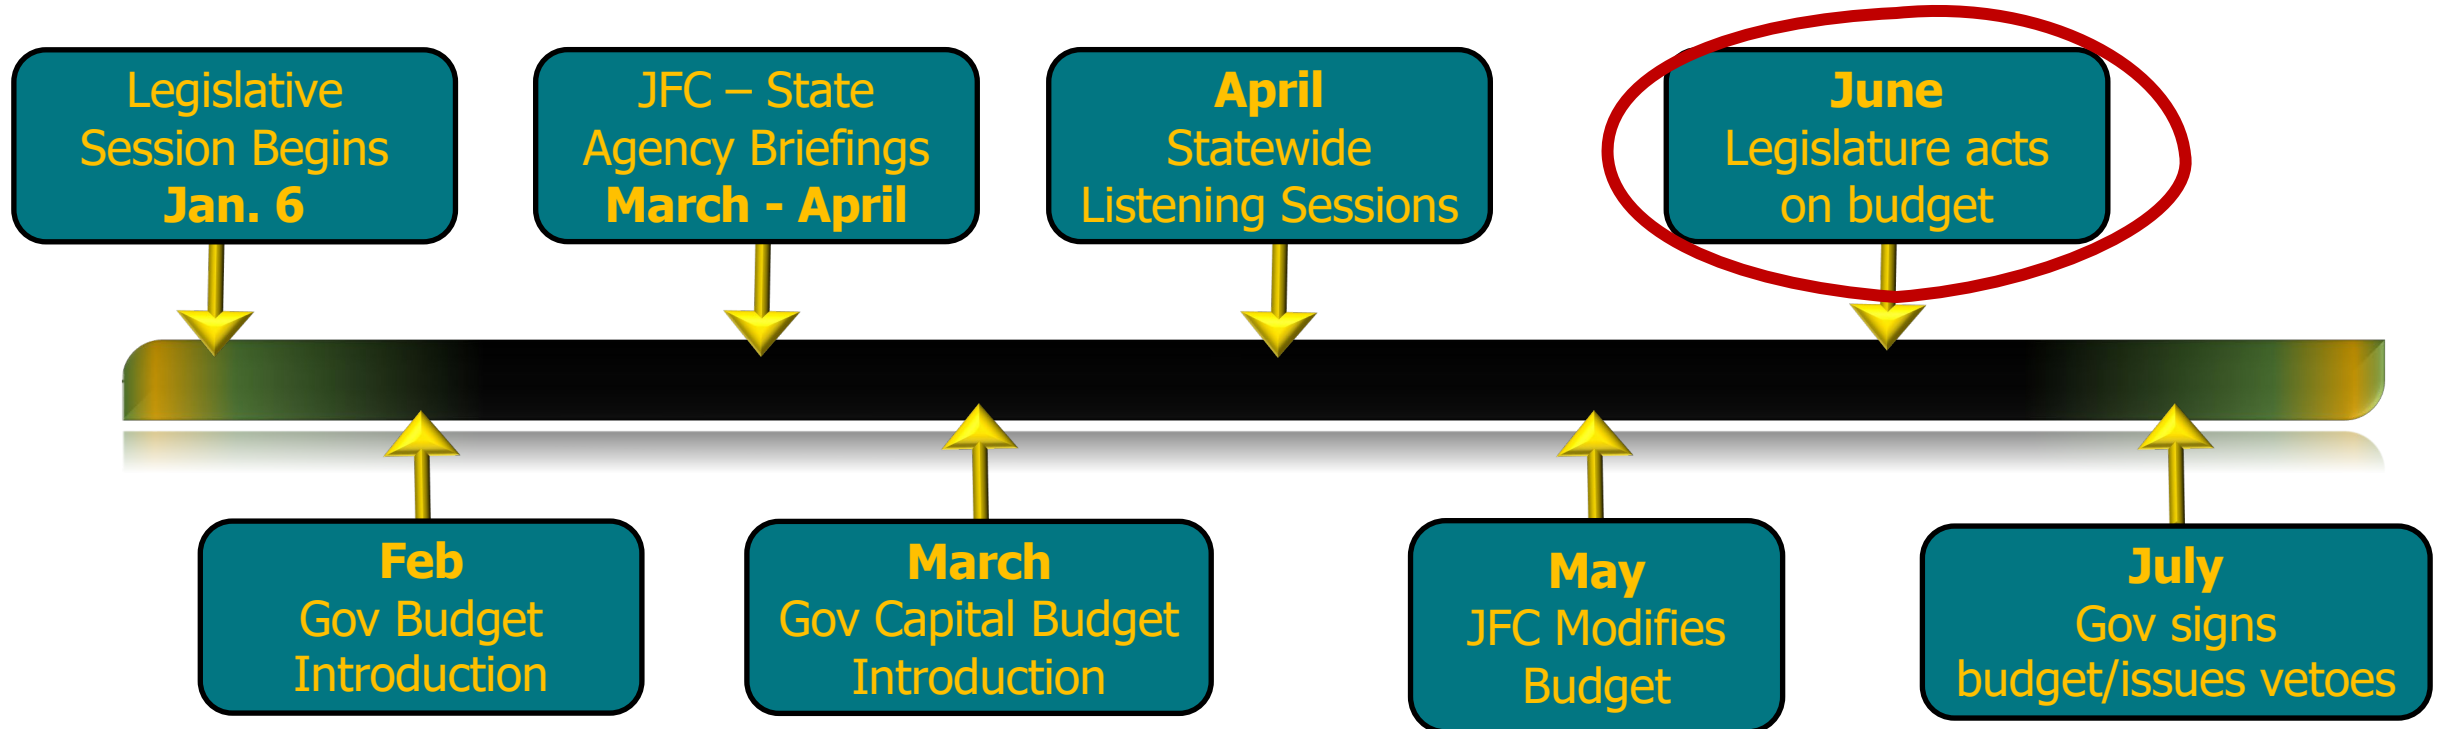 Legislative
Session Begins
Jan. 6
JFC – State
Agency Briefings
March - April
April
Statewide
Listening Sessions
June
Legislature acts
on budget
Feb
Gov Budget
Introduction
March
Gov Capital Budget
Introduction
May
JFC Modifies
Budget
July
Gov signs
budget/issues vetoes